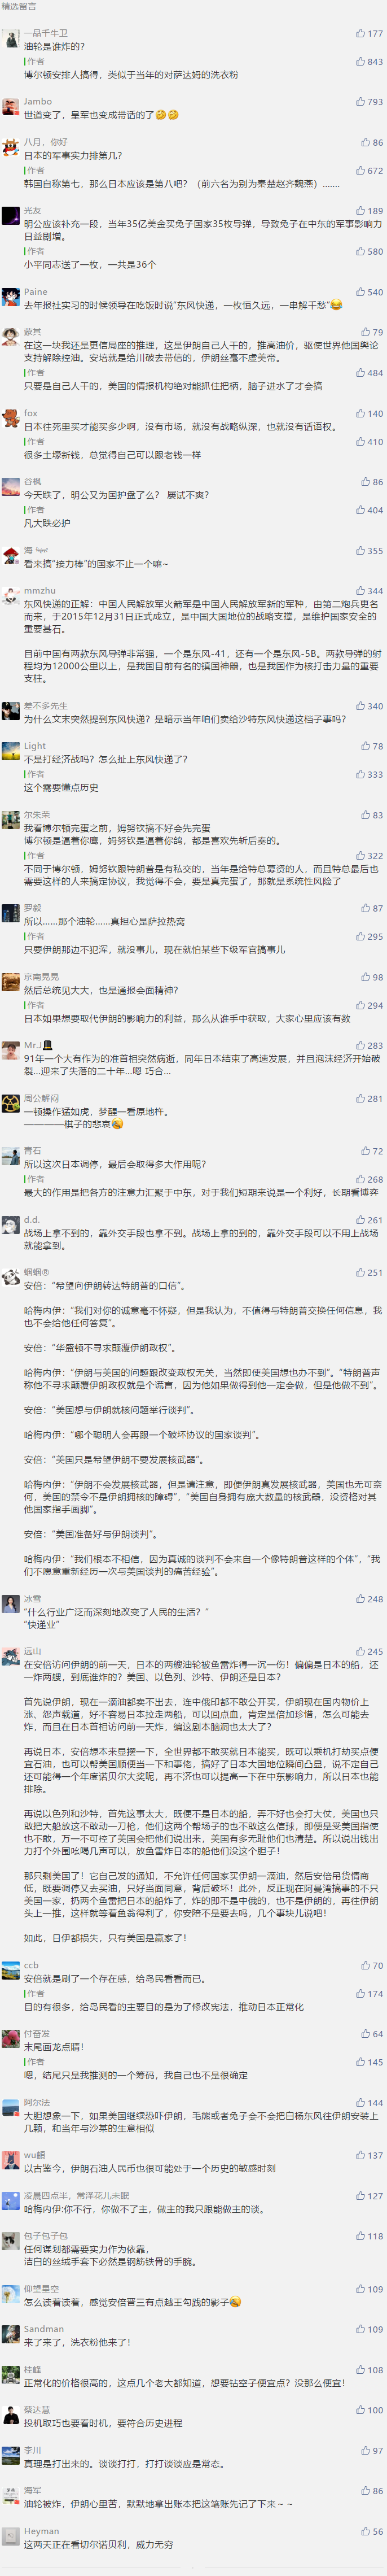 精选留言
一品千牛卫 177
油轮是谁炸的？
作者 843
博尔顿安排人搞得，类似于当年的对萨达姆的洗衣粉
Jambo 793
世道变了，皇军也变成带话的了🤔🤔
八月，你好 86
日本的军事实力排第几？
作者 672
韩国自称第七，那么日本应该是第八吧？（前六名为别为秦楚赵齐魏燕）.......
光友 189
明公应该补充一段，当年35亿美金买兔子国家35枚导弹，导致兔子在中东的军事影响力
日益剧增。
作者 580
小平同志送了一枚，一共是36个
Paine 540
去年报社实习的时候领导在吃饭时说"东风快递，一枚恒久远，一串解千愁"😂
蒙其 79
在这一块我还是更信局座的推理，这是伊朗自己人干的，推高油价，驱使世界他国舆论
支持解除控油。安培就是给川破去带信的，伊朗丝毫不虚美帝。
作者 484
只要是自己人干的，美国的情报机构绝对能抓住把柄，脑子进水了才会搞
fox 140
日本往死里买才能买多少啊，没有市场，就没有战略纵深，也就没有话语权。
作者 410
很多土壕新钱，总觉得自己可以跟老钱一样
谷枫 86
今天跌了，明公又为国护盘了么？ 屡试不爽？
作者 404
凡大跌必护
海 355
看来搞"接力棒"的国家不止一个嘛~
mmzhu 344
东风快递的正解：中国人民解放军火箭军是中国人民解放军新的军种，由第二炮兵更名
而来，于2015年12月31日正式成立，是中国大国地位的战略支撑，是维护国家安全的
重要基石。
目前中国有两款东风导弹非常强，一个是东风-41，还有一个是东风-5B。两款导弹的射
程均为12000公里以上，是我国目前有名的镇国神器，也是我国作为核打击力量的重要
支柱。
差不多先生 340
为什么文末突然提到东风快递？是暗示当年咱们卖给沙特东风快递这档子事吗？
Light 78
不是打经济战吗？怎么扯上东风快递了？
作者 333
这个需要懂点历史
尔朱荣 83
我看博尔顿完蛋之前，姆努钦搞不好会先完蛋
博尔顿是逼着你鹰，姆努钦是逼着你鸽，都是喜欢先斩后奏的。
作者 322
不同于博尔顿，姆努钦跟特朗普是有私交的，当年是给特总募资的人，而且特总最后也
需要这样的人来搞定协议，我觉得不会，要是真完蛋了，那就是系统性风险了
罗毅 87
所以……那个油轮……真担心是萨拉热窝
作者 295
只要伊朗那边不犯浑，就没事儿，现在就怕某些下级军官搞事儿
京南晃晃 98
然后总统见大大，也是通报会面精神？
作者 294
日本如果想要取代伊朗的影响力的利益，那么从谁手中获取，大家心里应该有数
Mr.J 283
91年一个大有作为的准首相突然病逝，同年日本结束了高速发展，并且泡沫经济开始破
裂...迎来了失落的二十年...嗯 巧合...
周公解闷 281
一顿操作猛如虎，梦醒一看原地杵。
————棋子的悲哀😂
青石 72
所以这次日本调停，最后会取得多大作用呢？
作者 268
最大的作用是把各方的注意力汇聚于中东，对于我们短期来说是一个利好，长期看博弈
d.d. 261
战场上拿不到的，靠外交手段也拿不到。战场上拿的到的，靠外交手段可以不用上战场
就能拿到。
蝈蝈® 251
安倍："希望向伊朗转达特朗普的口信"。
哈梅内伊："我们对你的诚意毫不怀疑，但是我认为，不值得与特朗普交换任何信息，我
也不会给他任何答复"。
安倍："华盛顿不寻求颠覆伊朗政权"。
哈梅内伊："伊朗与美国的问题跟改变政权无关，当然即使美国想也办不到"。"特朗普声
称他不寻求颠覆伊朗政权就是个谎言，因为他如果做得到他一定会做，但是他做不到"。
安倍："美国想与伊朗就核问题举行谈判"。
哈梅内伊："哪个聪明人会再跟一个破坏协议的国家谈判"。
安倍："美国只是希望伊朗不要发展核武器"。
哈梅内伊："伊朗不会发展核武器，但是请注意，即便伊朗真发展核武器，美国也无可奈
何，美国的禁令不是伊朗拥核的障碍"，"美国自身拥有庞大数量的核武器，没资格对其
他国家指手画脚"。
安倍："美国准备好与伊朗谈判"。
哈梅内伊："我们根本不相信，因为真诚的谈判不会来自一个像特朗普这样的个体"，"我
们不愿意重新经历一次与美国谈判的痛苦经验"。
冰雪 248
"什么行业广泛而深刻地改变了人民的生活？"
"快递业"
远山 245
在安倍访问伊朗的前一天，日本的两艘油轮被鱼雷炸得一沉一伤！偏偏是日本的船，还
一炸两艘，到底谁炸的？美国、以色列、沙特、伊朗还是日本？
首先说伊朗，现在一滴油都卖不出去，连中俄印都不敢公开买，伊朗现在国内物价上
涨、怨声载道，好不容易日本拉走两船，可以回点血，肯定是倍加珍惜，怎么可能去
炸，而且在日本首相访问前一天炸，编这剧本脑洞也太大了？
再说日本，安倍想本来显摆一下，全世界都不敢买就日本能买，既可以乘机打劫买点便
宜石油，也可以帮美国顺便当一下和事佬，搞好了日本大国地位瞬间凸显，说不定自己
还可能得一个年度诺贝尔大奖呢，再不济也可以提高一下在中东影响力，所以日本也能
排除。
再说以色列和沙特，首先这事太大，既便不是日本的船，弄不好也会打大仗，美国也只
敢把大船放这不敢动一刀枪，他们这两个帮场子的也不敢这么信球，即便是受美国指使
也不敢，万一不可控了美国会把他们说出来，美国有多无耻他们也清楚。所以说出钱出
力打个外围吆喝几声可以，放鱼雷炸日本的船他们没这个胆子！
那只剩美国了！它自己发的通知，不允许任何国家买伊朗一滴油，然后安倍吊货情商
低，既要调停又去买油，只好当面同意，背后破坏！此外，反正现在阿曼湾搞事的不只
美国一家，扔两个鱼雷把日本的船炸了，炸的即不是中俄的，也不是伊朗的，再往伊朗
头上一推，这样就等看鱼翁得利了，你安陪不是要去吗，几个事块儿说吧！
如此，日伊都损失，只有美国是赢家了！
ccb 70
安倍就是刷了一个存在感，给岛民看看而已。
作者 174
目的有很多，给岛民看的主要目的是为了修改宪法，推动日本正常化
付奋发 64
末尾画龙点睛！
作者 145
嗯，结尾只是我推测的一个筹码，我自己也不是很确定
阿尔法 144
大胆想象一下，如果美国继续恐吓伊朗，毛熊或者兔子会不会把白杨东风往伊朗安装上
几颗，和当年与沙某的生意相似
wu頔 137
以古鉴今，伊朗石油人民币也很可能处于一个历史的敏感时刻
凌晨四点半，常泽花儿未眠 127
哈梅内伊:你不行，你做不了主，做主的我只跟能做主的谈。
包子包子包 118
任何谋划都需要实力作为依靠，
洁白的丝绒手套下必然是钢筋铁骨的手腕。
仰望星空 109
怎么读着读着，感觉安倍晋三有点越王勾践的影子😂
Sandman 109
来了来了，洗衣粉他来了！
桂峰 108
正常化的价格很高的，这点几个老大都知道，想要钻空子便宜点？没那么便宜！
蔡达慧 100
投机取巧也要看时机，要符合历史进程
李川 97
真理是打出来的。谈谈打打，打打谈谈应是常态。
海军 86
油轮被炸，伊朗心里苦，默默地拿出账本把这笔账先记了下来～～
Heyman 56
这两天正在看切尔诺贝利，威力无穷